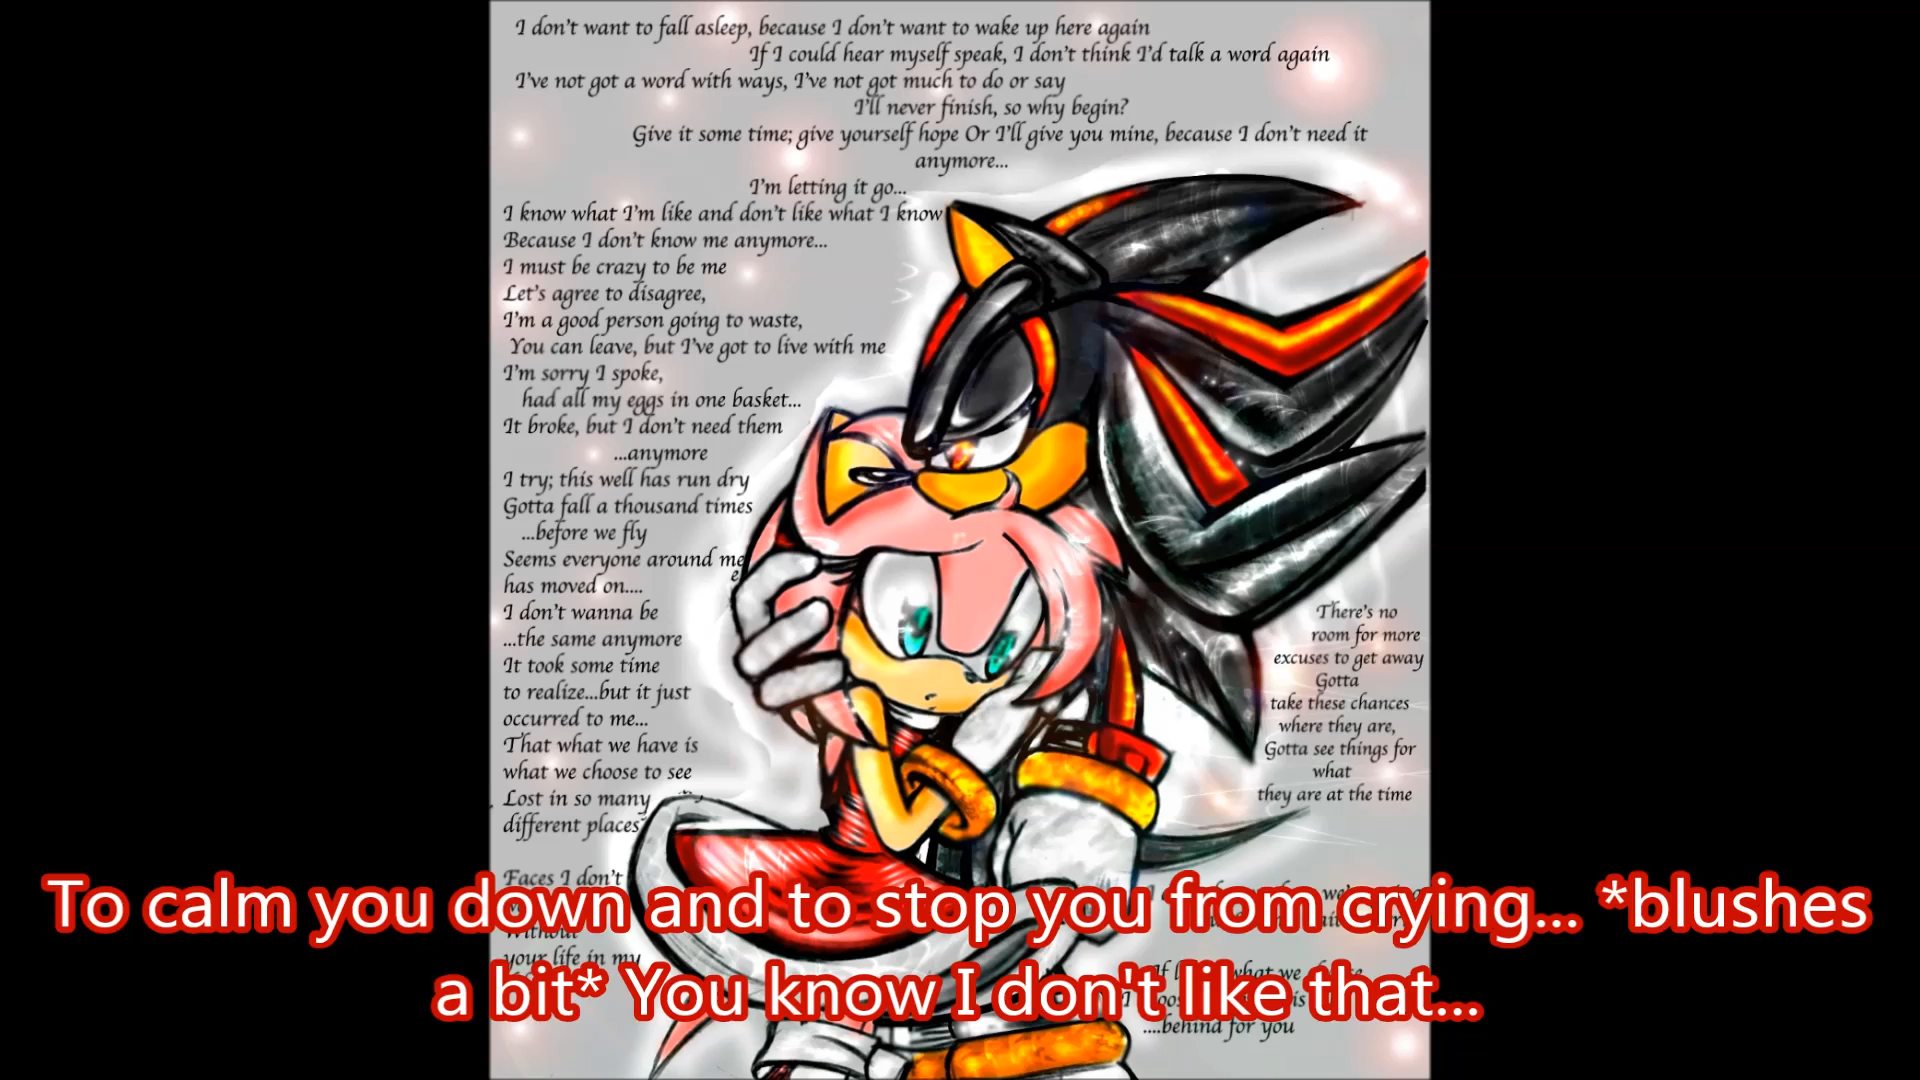 I don't want to fall asleep, because I don't want to wake up here again
If I could hear myself speak, I don't think I'd talk a word again
I've not got a word with ways, I've not got much to do or say
I'll never finish, so why begin?
Give it some time; give yourself hope Or I'll give you mine, because I don't need it
anymore...
I'm letting it go...
I know what I'm like and don't like what I know
Because I don't know me anymore...
I must be crazy to be me
Let's agree to disagree,
I'm a good person going to waste,
You can leave, but I've got to live with me
I'm sorry I spoke,
had all my eggs in one basket...
It broke, but I don't need them
...anymore
I try; this well has run dry
Gotta fall a thousand times
...before we fly
Seems everyone around me
has moved on....
I don't wanna be
...the same anymore
It took some time
to realize...but it just
occurred to me...
That what we have is
what we choose to see
Lost in so many
different places
Faces I don't
Without
your life in my
There's no
room for more
excuses to get away
Gotta
take these chances
where they are,
Gotta see things for
what
they are at the time
If what we
....behind for you
To calm you down and to stop you from crying... *blushes
a bit* You know I don't like that...